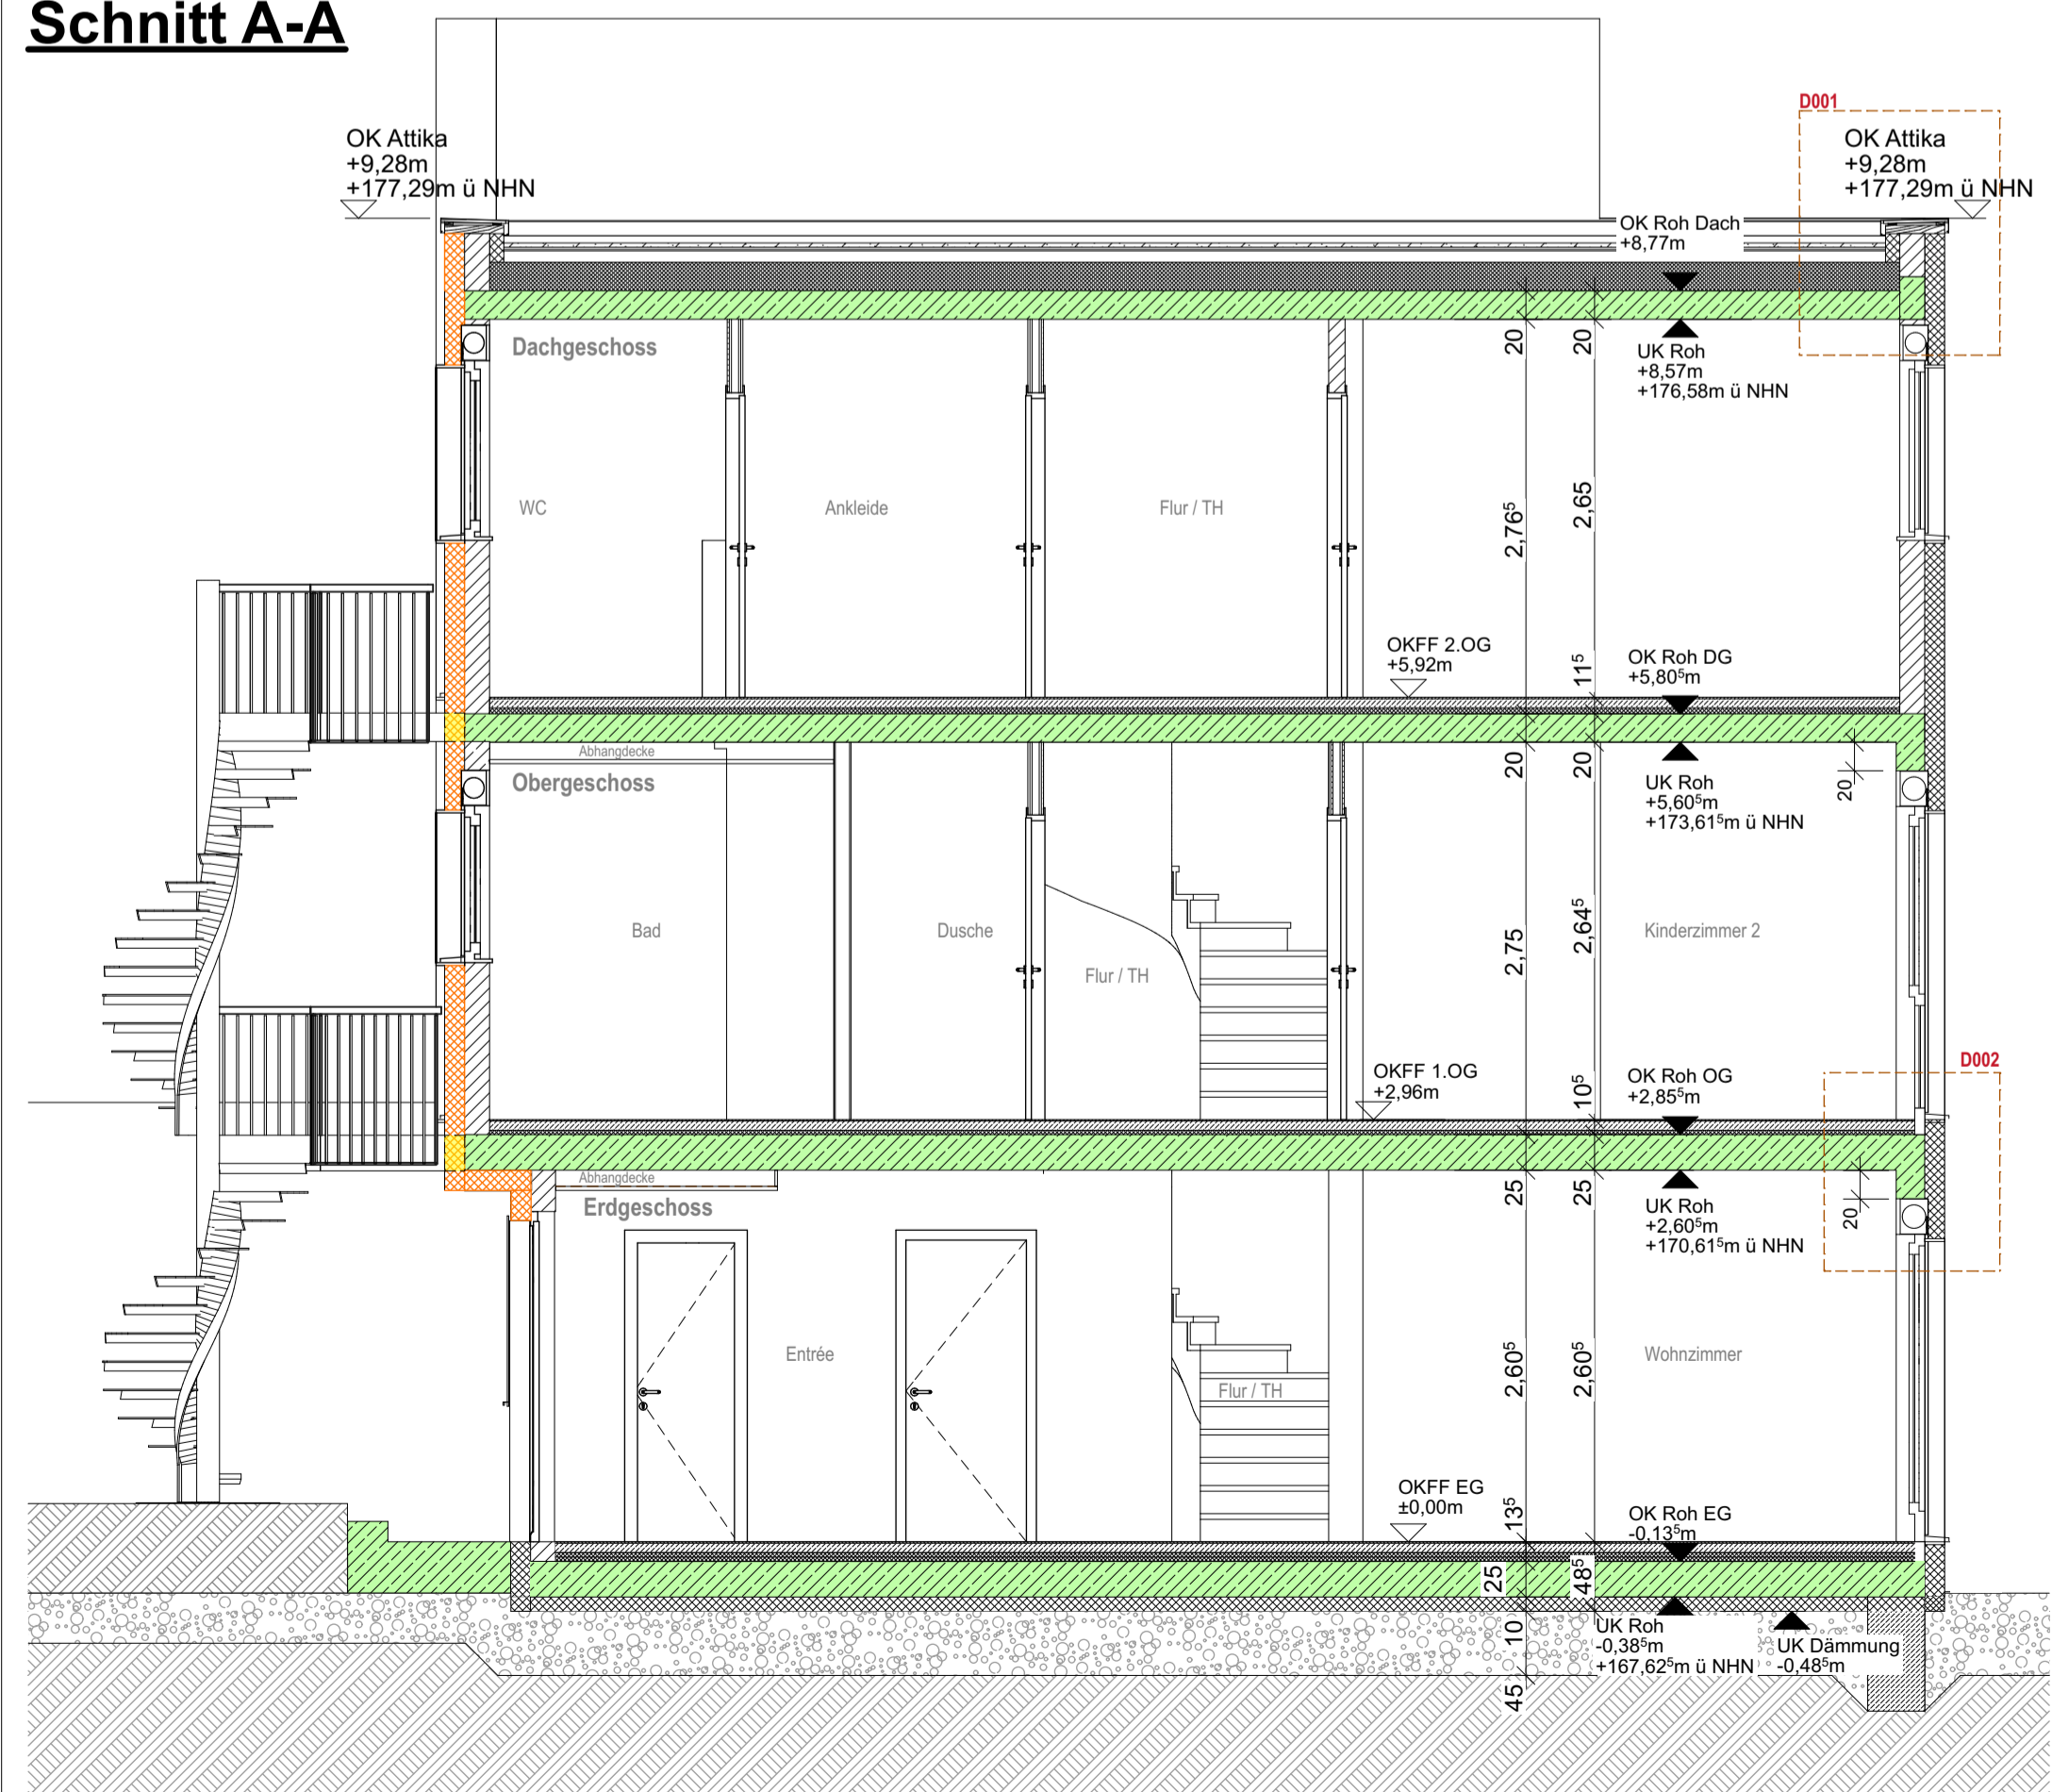 Schnitt A-A
D001
OK Attika
+9,28m
+177,29m ü NHN
OK Attika
+9,28m
+177,29m ü NHN
OK Roh Dach
+8,77m
Dachgeschoss
20
20
UK Roh
+8,57m
+176,58m ü NHN
WC
Ankleide
Flur / TH
2,76⁵
2,65
OKFF 2.OG
+5,92m
11⁵
OK Roh DG
+5,80⁵m
Abhangdecke
Obergeschoss
20
20
UK Roh
+5,60⁵m
+173,61⁵m ü NHN
20
Bad
Dusche
Flur / TH
2,75
2,64⁵
Kinderzimmer 2
D002
OKFF 1.OG
+2,96m
10⁵
OK Roh OG
+2,85⁵m
Abhangdecke
Erdgeschoss
25
25
UK Roh
+2,60⁵m
+170,61⁵m ü NHN
20
Entrée
Flur / TH
2,60⁵
2,60⁵
Wohnzimmer
OKFF EG
±0,00m
13⁵
OK Roh EG
-0,13⁵m
25
48⁵
10
UK Roh
-0,38⁵m
+167,62⁵m ü NHN
UK Dämmung
-0,48⁵m
45